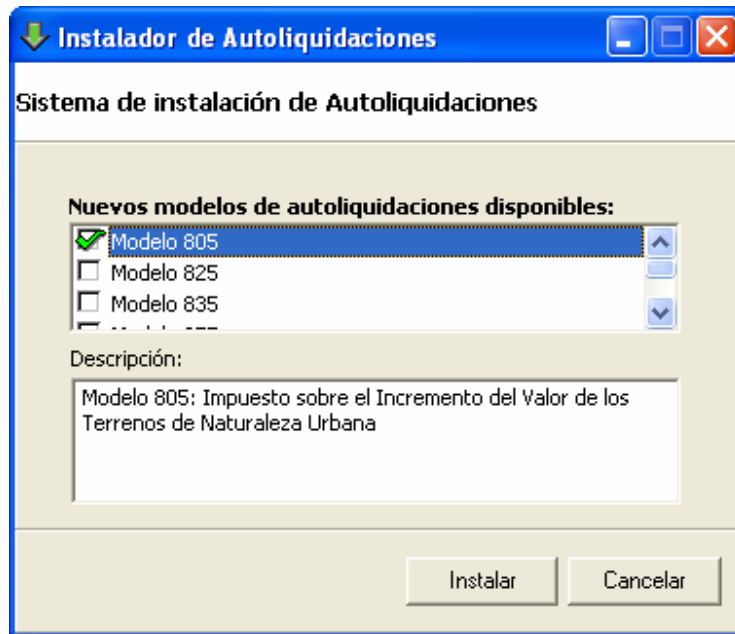 Instalador de Autoliquidaciones
Sistema de instalación de Autoliquidaciones
Nuevos modelos de autoliquidaciones disponibles:
Modelo 805
Modelo 825
Modelo 835
Descripción:
Modelo 805: Impuesto sobre el Incremento del Valor de los
Terrenos de Naturaleza Urbana
Instalar
Cancelar